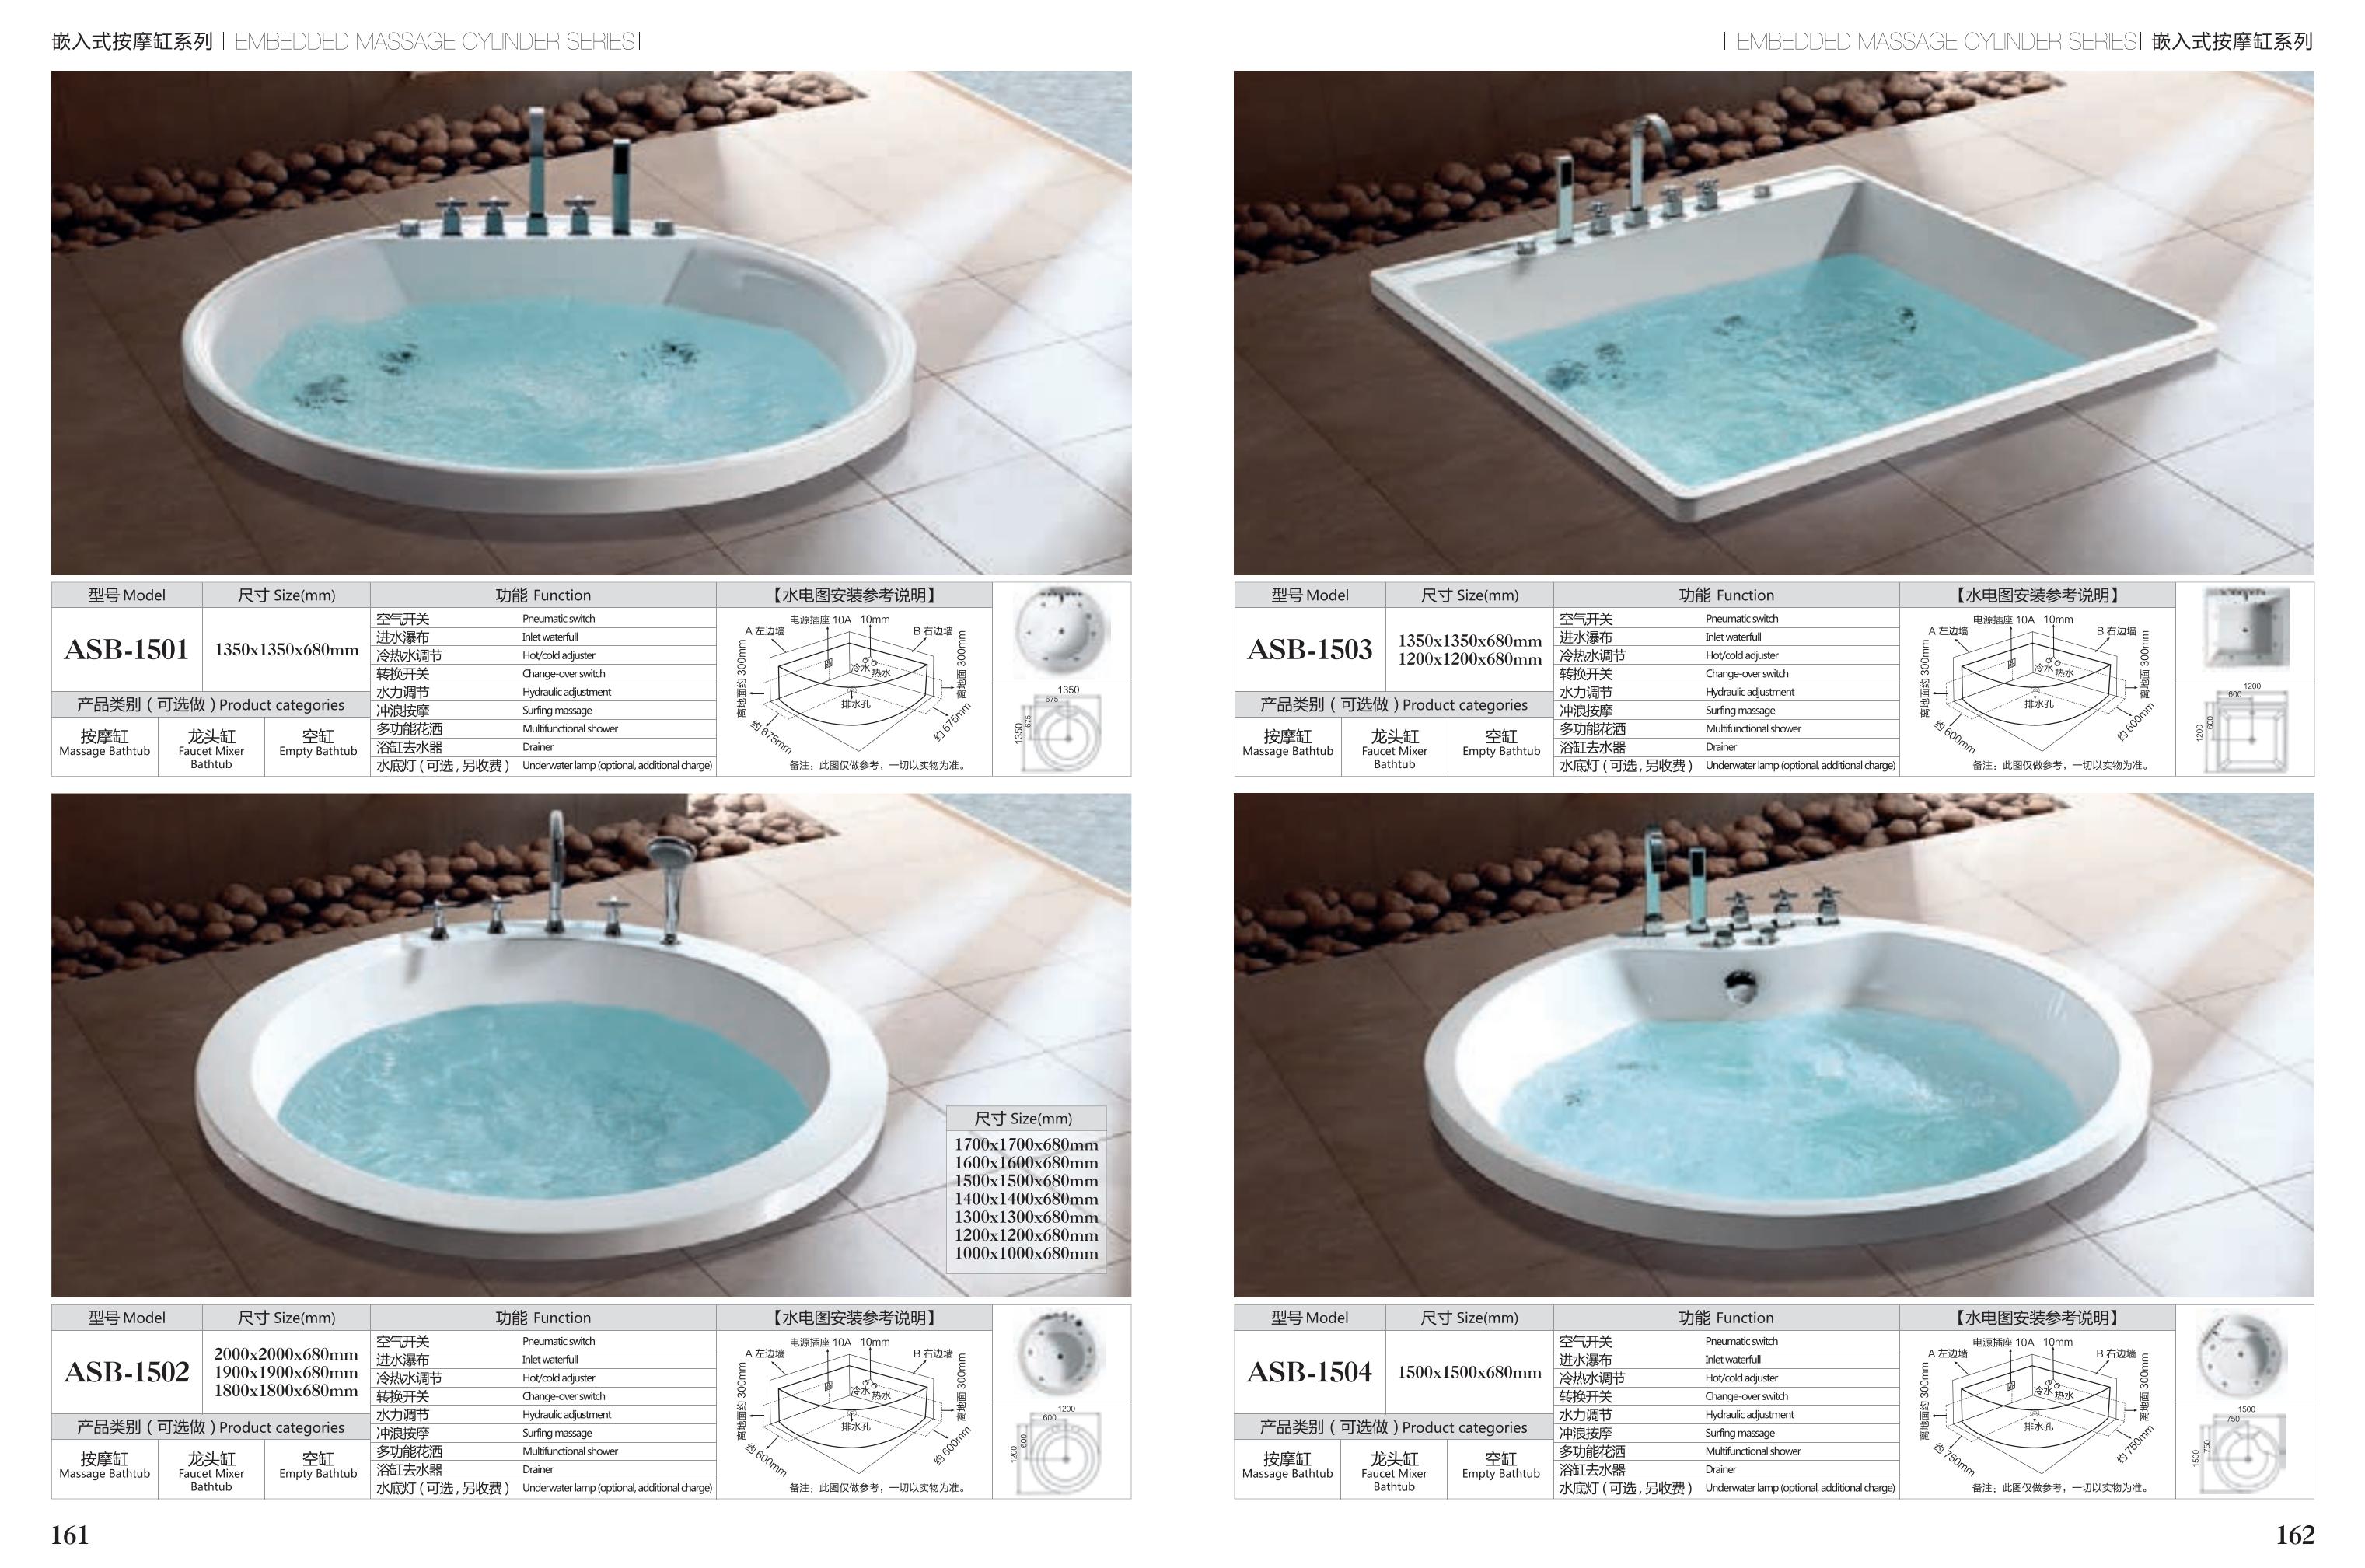 嵌入式按摩缸系列 | EMBEDDED MASSAGE CYLINDER SERIES|
| EMBEDDED MASSAGE CYLINDER SERIES| 嵌入式按摩缸系列
型号 Model
尺寸 Size(mm)
功能 Function
【水电图安装参考说明】
ASB-1501
1350x1350x680mm
产品类别 ( 可选做 ) Product categories
按摩缸
Massage Bathtub
龙头缸
Faucet Mixer
Bathtub
空缸
Empty Bathtub
空气开关 Pneumatic switch
进水瀑布 Inlet waterfull
冷热水调节 Hot/cold adjuster
转换开关 Change-over switch
水力调节 Hydraulic adjustment
冲浪按摩 Surfing massage
多功能花洒 Multifunctional shower
浴缸去水器 Drainer
水底灯 ( 可选 , 另收费 ) Underwater lamp (optional, additional charge)
电源插座 10A 10mm
A 左边墙
B 右边墙
离地面约 300mm
离地面 300mm
冷水 热水
排水孔
约 675mm
约 675mm
备注：此图仅做参考，一切以实物为准。
1350
675
1350
675
型号 Model
尺寸 Size(mm)
功能 Function
【水电图安装参考说明】
ASB-1503
1350x1350x680mm
1200x1200x680mm
产品类别 ( 可选做 ) Product categories
按摩缸
Massage Bathtub
龙头缸
Faucet Mixer
Bathtub
空缸
Empty Bathtub
空气开关 Pneumatic switch
进水瀑布 Inlet waterfull
冷热水调节 Hot/cold adjuster
转换开关 Change-over switch
水力调节 Hydraulic adjustment
冲浪按摩 Surfing massage
多功能花洒 Multifunctional shower
浴缸去水器 Drainer
水底灯 ( 可选 , 另收费 ) Underwater lamp (optional, additional charge)
电源插座 10A 10mm
A 左边墙
B 右边墙
离地面约 300mm
离地面 300mm
冷水 热水
排水孔
约 600mm
约 600mm
备注：此图仅做参考，一切以实物为准。
1200
600
1200
600
尺寸 Size(mm)
1700x1700x680mm
1600x1600x680mm
1500x1500x680mm
1400x1400x680mm
1300x1300x680mm
1200x1200x680mm
1000x1000x680mm
型号 Model
尺寸 Size(mm)
功能 Function
【水电图安装参考说明】
ASB-1502
2000x2000x680mm
1900x1900x680mm
1800x1800x680mm
产品类别 ( 可选做 ) Product categories
按摩缸
Massage Bathtub
龙头缸
Faucet Mixer
Bathtub
空缸
Empty Bathtub
空气开关 Pneumatic switch
进水瀑布 Inlet waterfull
冷热水调节 Hot/cold adjuster
转换开关 Change-over switch
水力调节 Hydraulic adjustment
冲浪按摩 Surfing massage
多功能花洒 Multifunctional shower
浴缸去水器 Drainer
水底灯 ( 可选 , 另收费 ) Underwater lamp (optional, additional charge)
电源插座 10A 10mm
A 左边墙
B 右边墙
离地面约 300mm
离地面 300mm
冷水 热水
排水孔
约 600mm
约 600mm
备注：此图仅做参考，一切以实物为准。
1200
600
1200
600
型号 Model
尺寸 Size(mm)
功能 Function
【水电图安装参考说明】
ASB-1504
1500x1500x680mm
产品类别 ( 可选做 ) Product categories
按摩缸
Massage Bathtub
龙头缸
Faucet Mixer
Bathtub
空缸
Empty Bathtub
空气开关 Pneumatic switch
进水瀑布 Inlet waterfull
冷热水调节 Hot/cold adjuster
转换开关 Change-over switch
水力调节 Hydraulic adjustment
冲浪按摩 Surfing massage
多功能花洒 Multifunctional shower
浴缸去水器 Drainer
水底灯 ( 可选 , 另收费 ) Underwater lamp (optional, additional charge)
电源插座 10A 10mm
A 左边墙
B 右边墙
离地面约 300mm
离地面 300mm
冷水 热水
排水孔
约 750mm
约 750mm
备注：此图仅做参考，一切以实物为准。
1500
750
1500
750
161
162